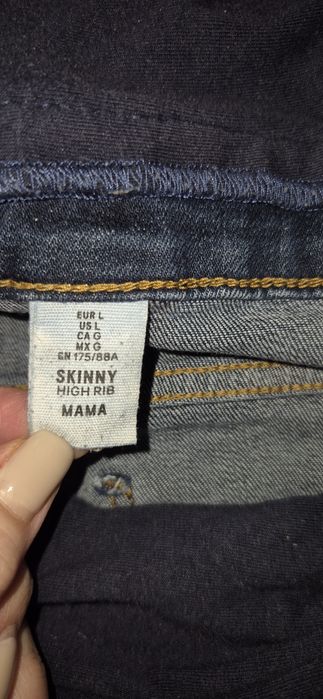 EUR L
US L
CA G
MX G
CN 175/88A
SKINNY
HIGH RIB
MAMA